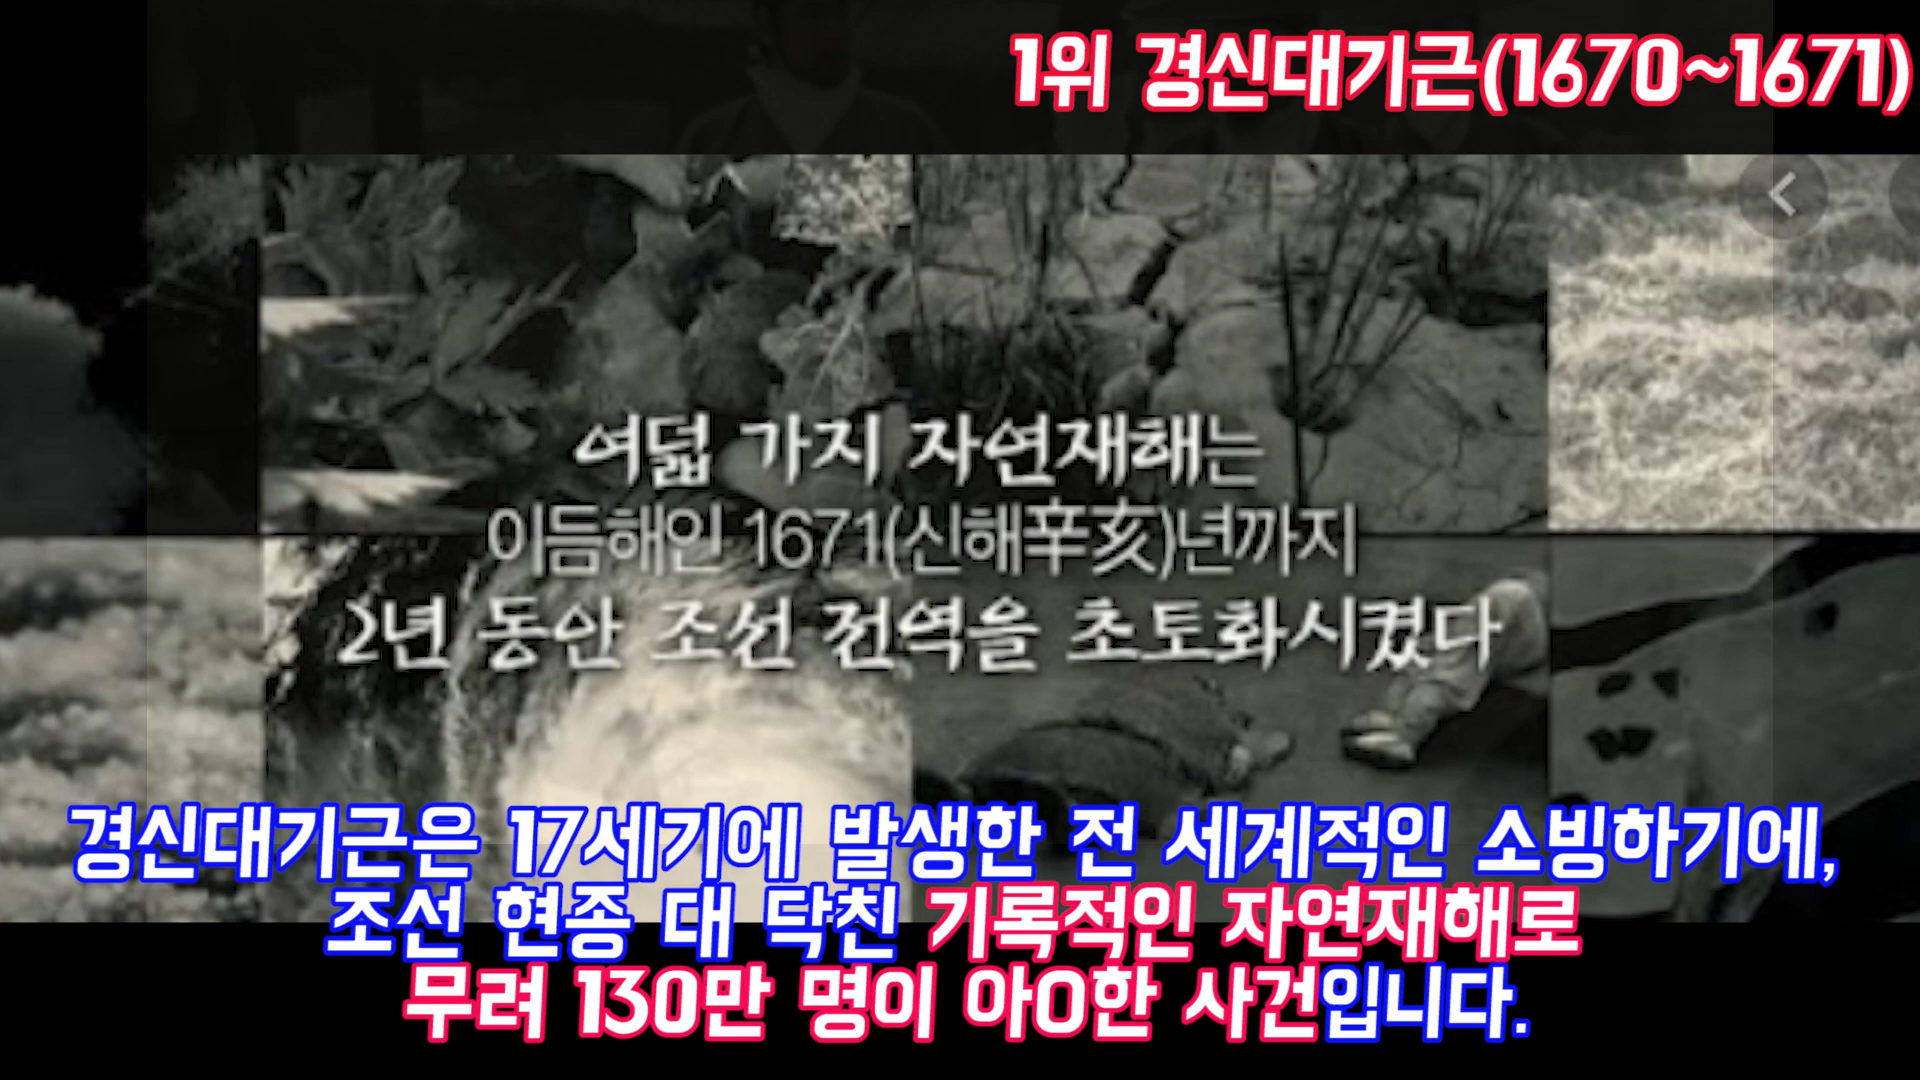 1위 경신대기근(1670~1671)
여덟 가지 자연재해는
이듬해인 1671(신해辛亥)년까지
2년 동안 조선 전역을 초토화시켰다
경신대기근은 17세기에 발생한 전 세계적인 소빙하기에,
조선 현종 대 닥친 기록적인 자연재해로
무려 130만 명이 아O한 사건입니다.